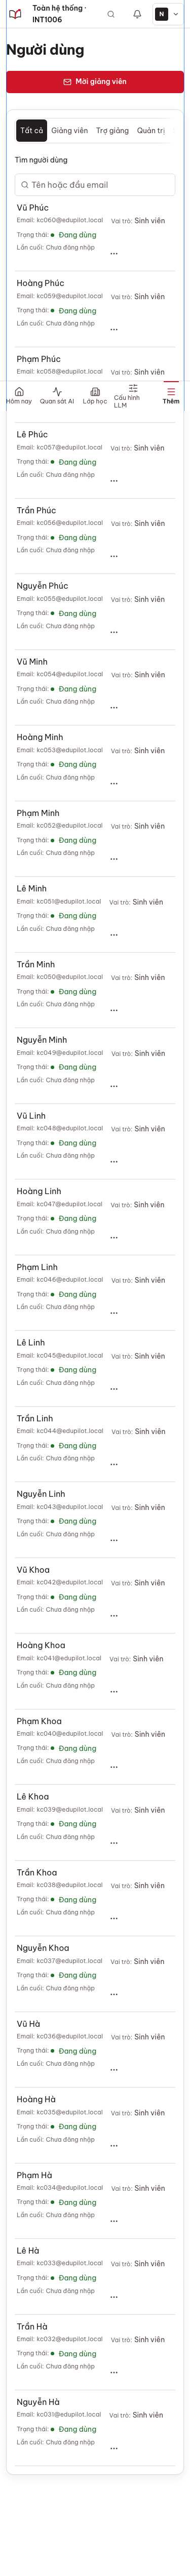 Toàn hệ thống ·
INT1006
N
Người dùng
Mời giảng viên
Tất cả Giảng viên Trợ giảng Quản trị
Tìm người dùng
Tên hoặc đầu email
Vũ Phúc
Email: kc060@edupilot.local Vai trò: Sinh viên
Trạng thái: Đang dùng
Lần cuối: Chưa đăng nhập
Hoàng Phúc
Email: kc059@edupilot.local Vai trò: Sinh viên
Trạng thái: Đang dùng
Lần cuối: Chưa đăng nhập
Phạm Phúc
Email: kc058@edupilot.local Vai trò: Sinh viên
Hôm nay Quan sát AI Lớp học Cấu hình LLM Thêm
Lê Phúc
Email: kc057@edupilot.local Vai trò: Sinh viên
Trạng thái: Đang dùng
Lần cuối: Chưa đăng nhập
Trần Phúc
Email: kc056@edupilot.local Vai trò: Sinh viên
Trạng thái: Đang dùng
Lần cuối: Chưa đăng nhập
Nguyễn Phúc
Email: kc055@edupilot.local Vai trò: Sinh viên
Trạng thái: Đang dùng
Lần cuối: Chưa đăng nhập
Vũ Minh
Email: kc054@edupilot.local Vai trò: Sinh viên
Trạng thái: Đang dùng
Lần cuối: Chưa đăng nhập
Hoàng Minh
Email: kc053@edupilot.local Vai trò: Sinh viên
Trạng thái: Đang dùng
Lần cuối: Chưa đăng nhập
Phạm Minh
Email: kc052@edupilot.local Vai trò: Sinh viên
Trạng thái: Đang dùng
Lần cuối: Chưa đăng nhập
Lê Minh
Email: kc051@edupilot.local Vai trò: Sinh viên
Trạng thái: Đang dùng
Lần cuối: Chưa đăng nhập
Trần Minh
Email: kc050@edupilot.local Vai trò: Sinh viên
Trạng thái: Đang dùng
Lần cuối: Chưa đăng nhập
Nguyễn Minh
Email: kc049@edupilot.local Vai trò: Sinh viên
Trạng thái: Đang dùng
Lần cuối: Chưa đăng nhập
Vũ Linh
Email: kc048@edupilot.local Vai trò: Sinh viên
Trạng thái: Đang dùng
Lần cuối: Chưa đăng nhập
Hoàng Linh
Email: kc047@edupilot.local Vai trò: Sinh viên
Trạng thái: Đang dùng
Lần cuối: Chưa đăng nhập
Phạm Linh
Email: kc046@edupilot.local Vai trò: Sinh viên
Trạng thái: Đang dùng
Lần cuối: Chưa đăng nhập
Lê Linh
Email: kc045@edupilot.local Vai trò: Sinh viên
Trạng thái: Đang dùng
Lần cuối: Chưa đăng nhập
Trần Linh
Email: kc044@edupilot.local Vai trò: Sinh viên
Trạng thái: Đang dùng
Lần cuối: Chưa đăng nhập
Nguyễn Linh
Email: kc043@edupilot.local Vai trò: Sinh viên
Trạng thái: Đang dùng
Lần cuối: Chưa đăng nhập
Vũ Khoa
Email: kc042@edupilot.local Vai trò: Sinh viên
Trạng thái: Đang dùng
Lần cuối: Chưa đăng nhập
Hoàng Khoa
Email: kc041@edupilot.local Vai trò: Sinh viên
Trạng thái: Đang dùng
Lần cuối: Chưa đăng nhập
Phạm Khoa
Email: kc040@edupilot.local Vai trò: Sinh viên
Trạng thái: Đang dùng
Lần cuối: Chưa đăng nhập
Lê Khoa
Email: kc039@edupilot.local Vai trò: Sinh viên
Trạng thái: Đang dùng
Lần cuối: Chưa đăng nhập
Trần Khoa
Email: kc038@edupilot.local Vai trò: Sinh viên
Trạng thái: Đang dùng
Lần cuối: Chưa đăng nhập
Nguyễn Khoa
Email: kc037@edupilot.local Vai trò: Sinh viên
Trạng thái: Đang dùng
Lần cuối: Chưa đăng nhập
Vũ Hà
Email: kc036@edupilot.local Vai trò: Sinh viên
Trạng thái: Đang dùng
Lần cuối: Chưa đăng nhập
Hoàng Hà
Email: kc035@edupilot.local Vai trò: Sinh viên
Trạng thái: Đang dùng
Lần cuối: Chưa đăng nhập
Phạm Hà
Email: kc034@edupilot.local Vai trò: Sinh viên
Trạng thái: Đang dùng
Lần cuối: Chưa đăng nhập
Lê Hà
Email: kc033@edupilot.local Vai trò: Sinh viên
Trạng thái: Đang dùng
Lần cuối: Chưa đăng nhập
Trần Hà
Email: kc032@edupilot.local Vai trò: Sinh viên
Trạng thái: Đang dùng
Lần cuối: Chưa đăng nhập
Nguyễn Hà
Email: kc031@edupilot.local Vai trò: Sinh viên
Trạng thái: Đang dùng
Lần cuối: Chưa đăng nhập